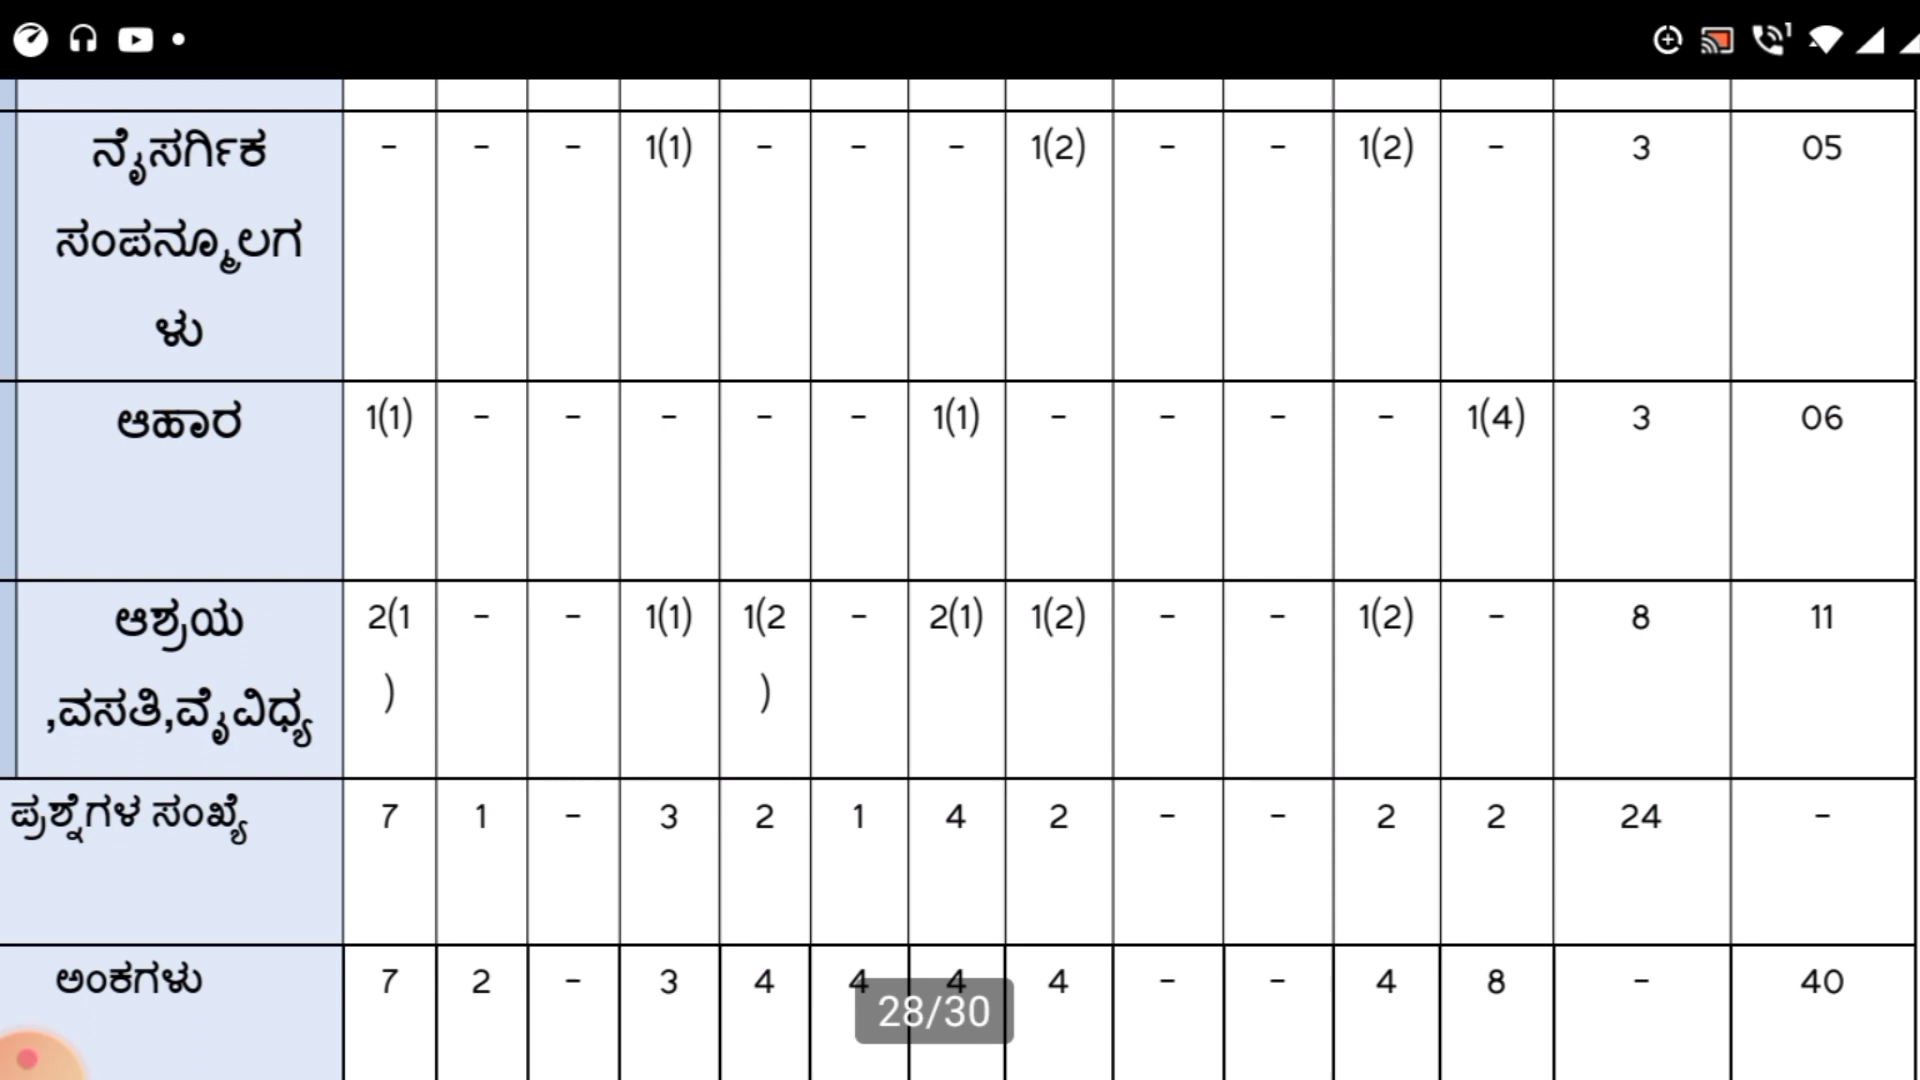 ನೈಸರ್ಗಿಕ - - - 1(1) - - - 1(2) - - 1(2) - 3 05
ಸಂಪನ್ಮೂಲಗ
ಳು
ಆಹಾರ 1(1) - - - - - 1(1) - - - - 1(4) 3 06
ಆಶ್ರಯ 2(1 - - 1(1) 1(2 - 2(1) 1(2) - - 1(2) - 8 11
,ವಸತಿ,ವೈವಿಧ್ಯ ) )
ಪ್ರಶ್ನೆಗಳ ಸಂಖ್ಯೆ 7 1 - 3 2 1 4 2 - - 2 2 24 -
ಅಂಕಗಳು 7 2 - 3 4 4 4 4 - - 4 8 - 40
28/30